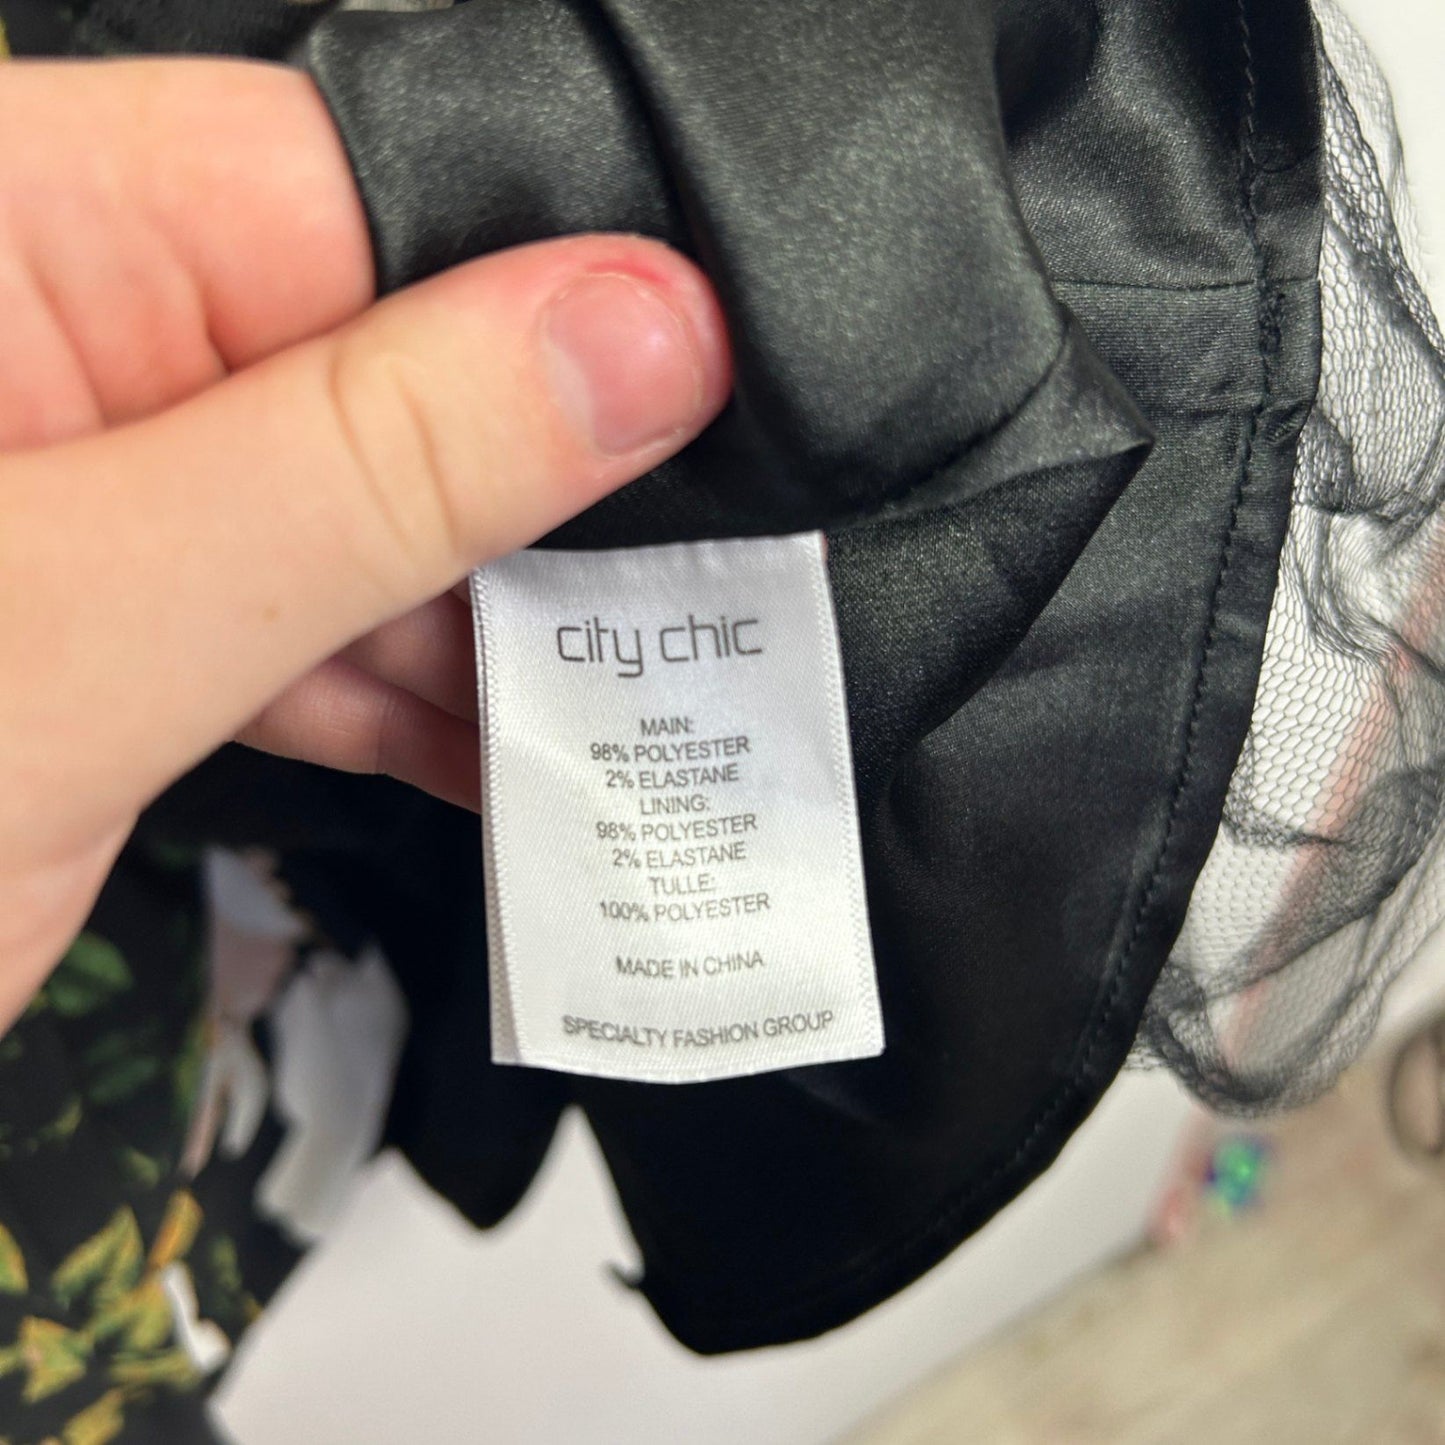 city chic
MAIN:
98% POLYESTER
2% ELASTANE
LINING:
98% POLYESTER
2% ELASTANE
TULLE:
100% POLYESTER
MADE IN CHINA
SPECIALTY FASHION GROUP